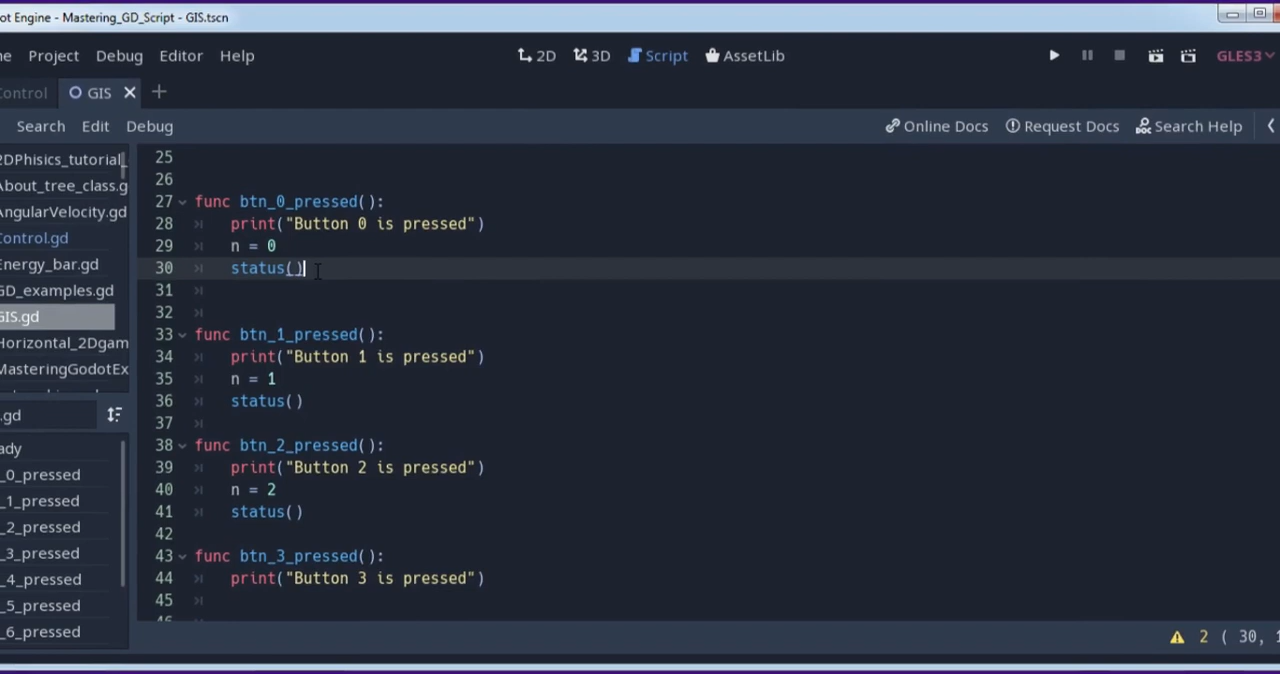 ot Engine - Mastering_GD_Script - GIS.tscn
ne Project Debug Editor Help 2D 3D Script AssetLib GLES3
Control GIS
Search Edit Debug Online Docs Request Docs Search Help
2DPhisics_tutorial_
About_tree_class.g
AngularVelocity.gd
Control.gd
Energy_bar.gd
GD_examples.gd
GIS.gd
Horizontal_2Dgam
MasteringGodotEx
.gd
ady
_0_pressed
_1_pressed
_2_pressed
_3_pressed
_4_pressed
_5_pressed
_6_pressed
25
26
27 func btn_0_pressed():
28 print("Button 0 is pressed")
29 n = 0
30 status()
31
32
33 func btn_1_pressed():
34 print("Button 1 is pressed")
35 n = 1
36 status()
37
38 func btn_2_pressed():
39 print("Button 2 is pressed")
40 n = 2
41 status()
42
43 func btn_3_pressed():
44 print("Button 3 is pressed")
45
2 ( 30, 1